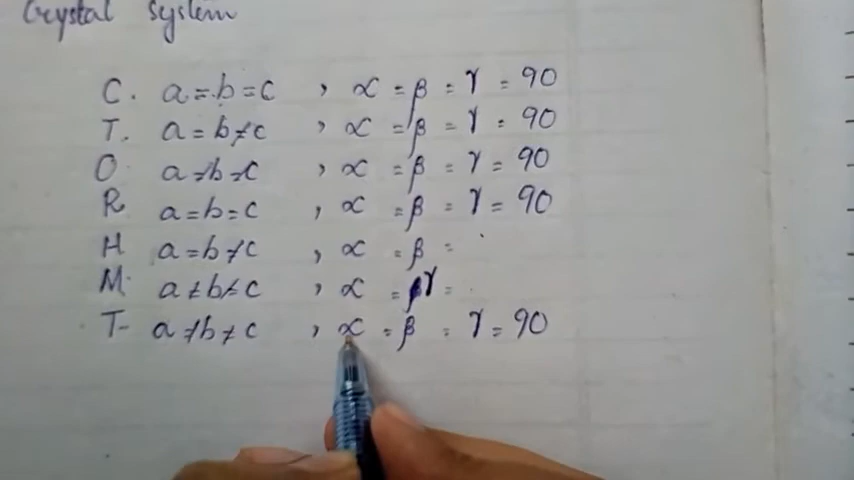 Crystal System
C. a = b = c , α = β = γ = 90
T. a = b ≠ c , α = β = γ = 90
O a ≠ b ≠ c , α = β = γ = 90
R a = b = c , α = β = γ = 90
H a = b ≠ c , α = β =
M. a ≠ b ≠ c , α = γ =
T- a ≠ b ≠ c , α = β = γ = 90